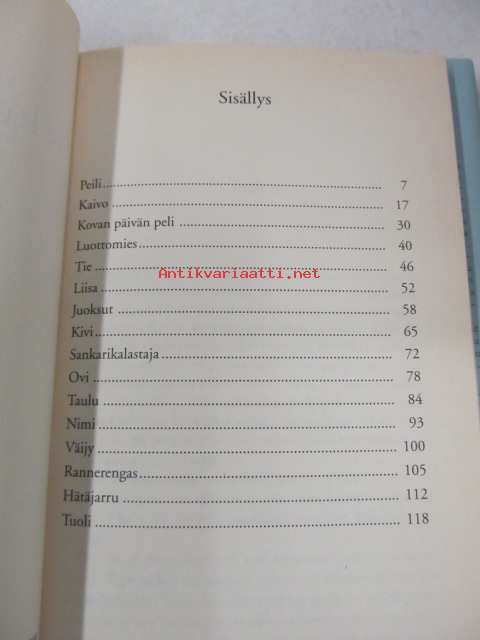 Sisällys
Peili 7
Kaivo 17
Kovan päivän peli 30
Luottomies 40
Tie 46
Antikvariaatti.net
Liisa 52
Juoksut 58
Kivi 65
Sankarikalastaja 72
Ovi 78
Taulu 84
Nimi 93
Väijy 100
Rannerengas 105
Hätäjarru 112
Tuoli 118